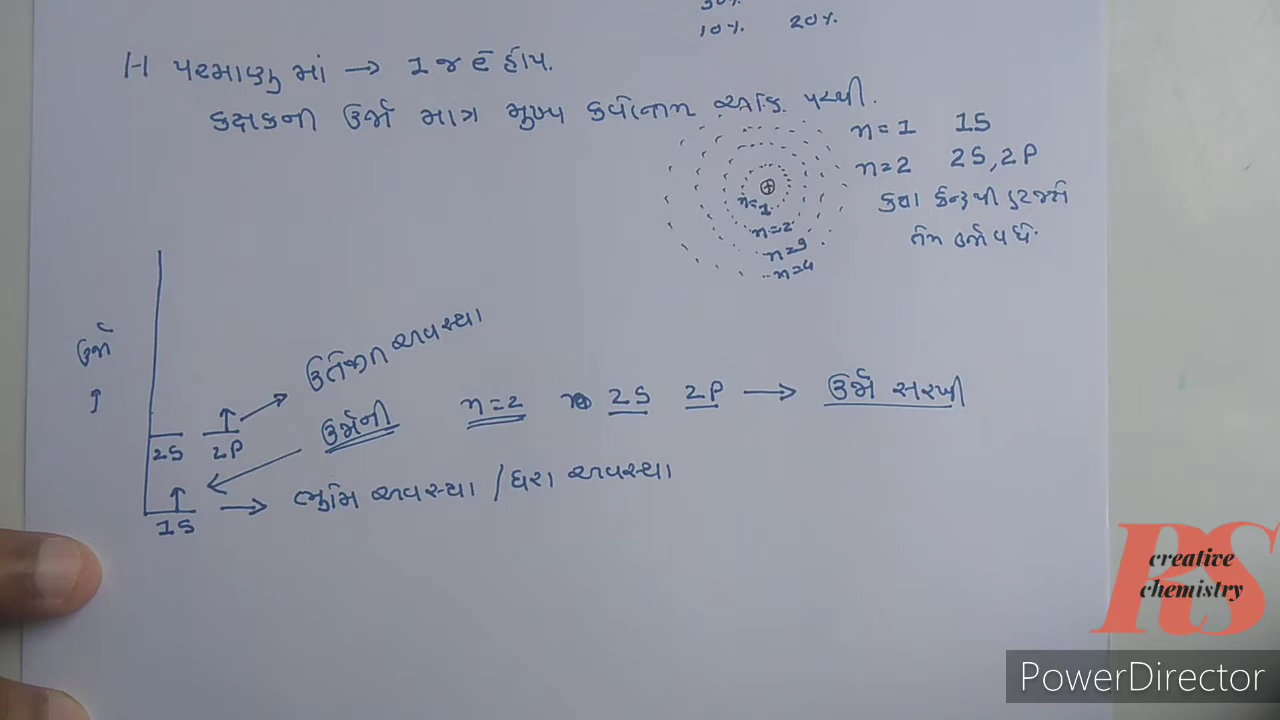 10%. 20%.
H પરમાણુ માં → 1 જ e⁻ હોય.
કક્ષકની ઉર્જા માત્ર મુખ્ય ક્વોન્ટમ આંક પરથી.
n=1 1S
n=2 2S, 2P
કક્ષા કેન્દ્રથી દુર જાય
તેમ ઉર્જા વધે.
+
n=1
n=2
n=3
n=4
ઉર્જા
↑
ઉત્તેજીત અવસ્થા
ઉર્જાની n=2 2S 2P → ઉર્જા સરખી
2S 2P
1S → ભૂમિ અવસ્થા / ધરા અવસ્થા
RS
creative
chemistry
PowerDirector